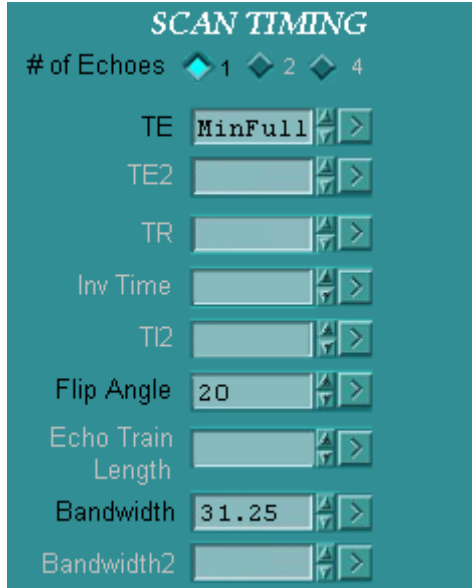 SCAN TIMING
# of Echoes 1 2 4
TE MinFull
TE2
TR
Inv Time
TI2
Flip Angle 20
Echo Train
Length
Bandwidth 31.25
Bandwidth2